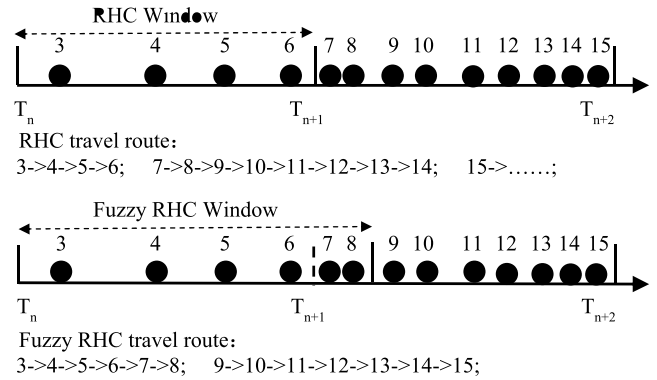 RHC Window
3 4 5 6 7 8 9 10 11 12 13 14 15
Tn Tn+1 Tn+2
RHC travel route:
3->4->5->6; 7->8->9->10->11->12->13->14; 15->……;
Fuzzy RHC Window
3 4 5 6 7 8 9 10 11 12 13 14 15
Tn Tn+1 Tn+2
Fuzzy RHC travel route:
3->4->5->6->7->8; 9->10->11->12->13->14->15;